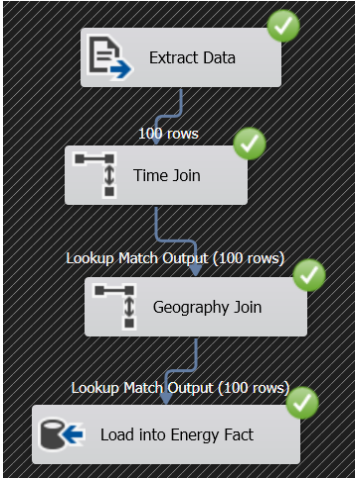 Extract Data
100 rows
Time Join
Lookup Match Output (100 rows)
Geography Join
Lookup Match Output (100 rows)
Load into Energy Fact